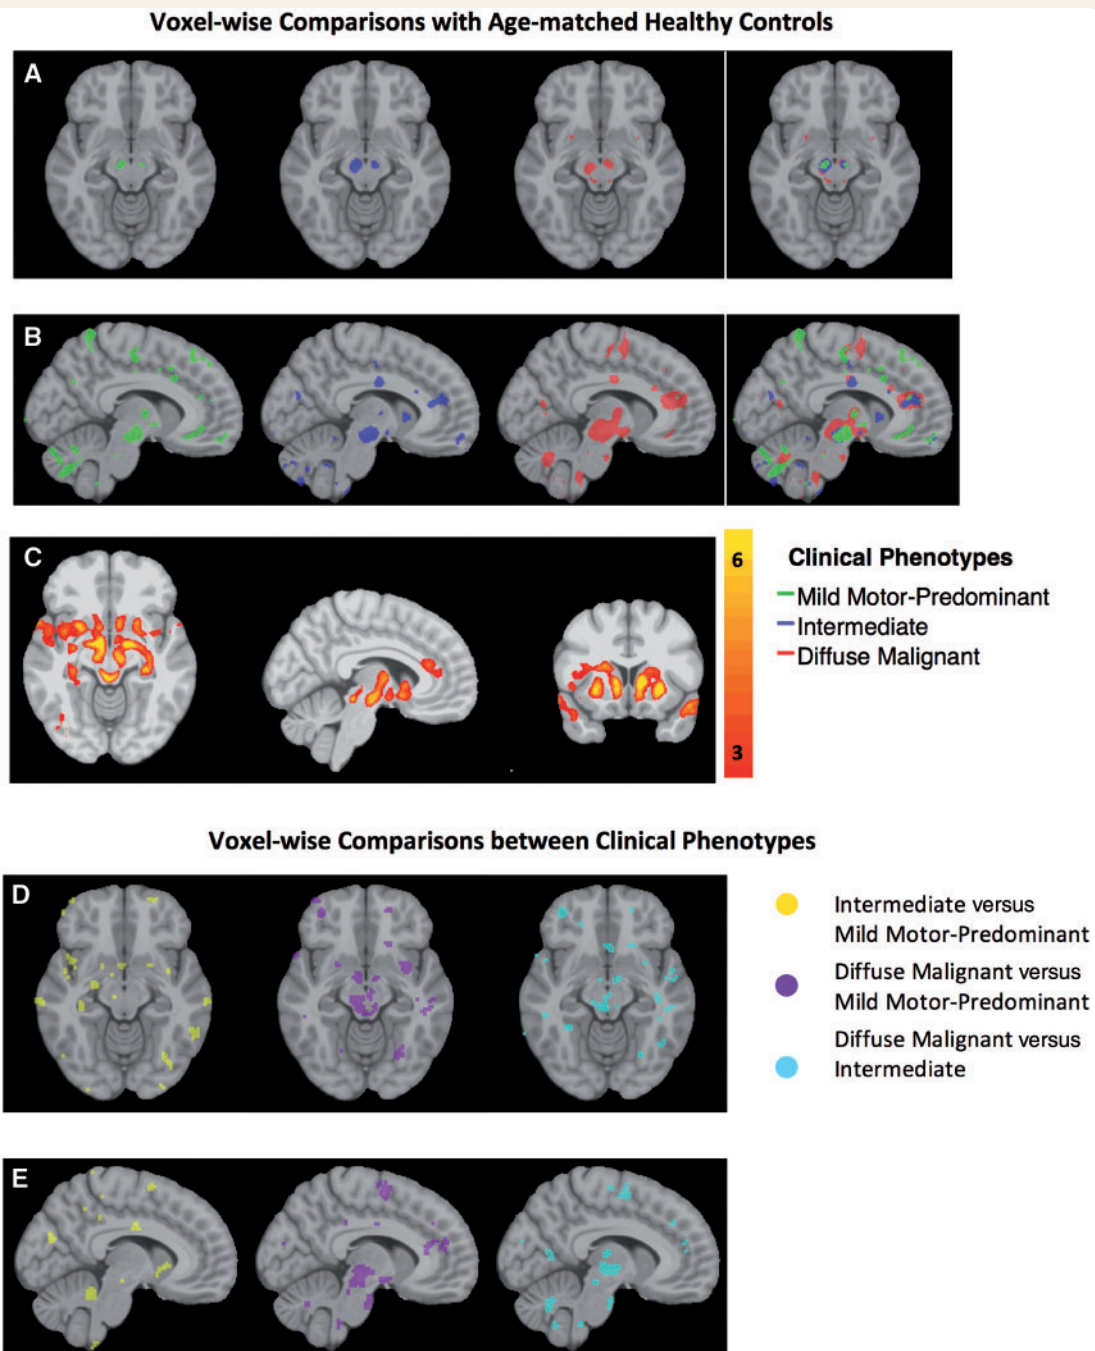 Voxel-wise Comparisons with Age-matched Healthy Controls
A
B
C
6
3
Clinical Phenotypes
Mild Motor-Predominant
Intermediate
Diffuse Malignant
Voxel-wise Comparisons between Clinical Phenotypes
D
Intermediate versus
Mild Motor-Predominant
Diffuse Malignant versus
Mild Motor-Predominant
Diffuse Malignant versus
Intermediate
E